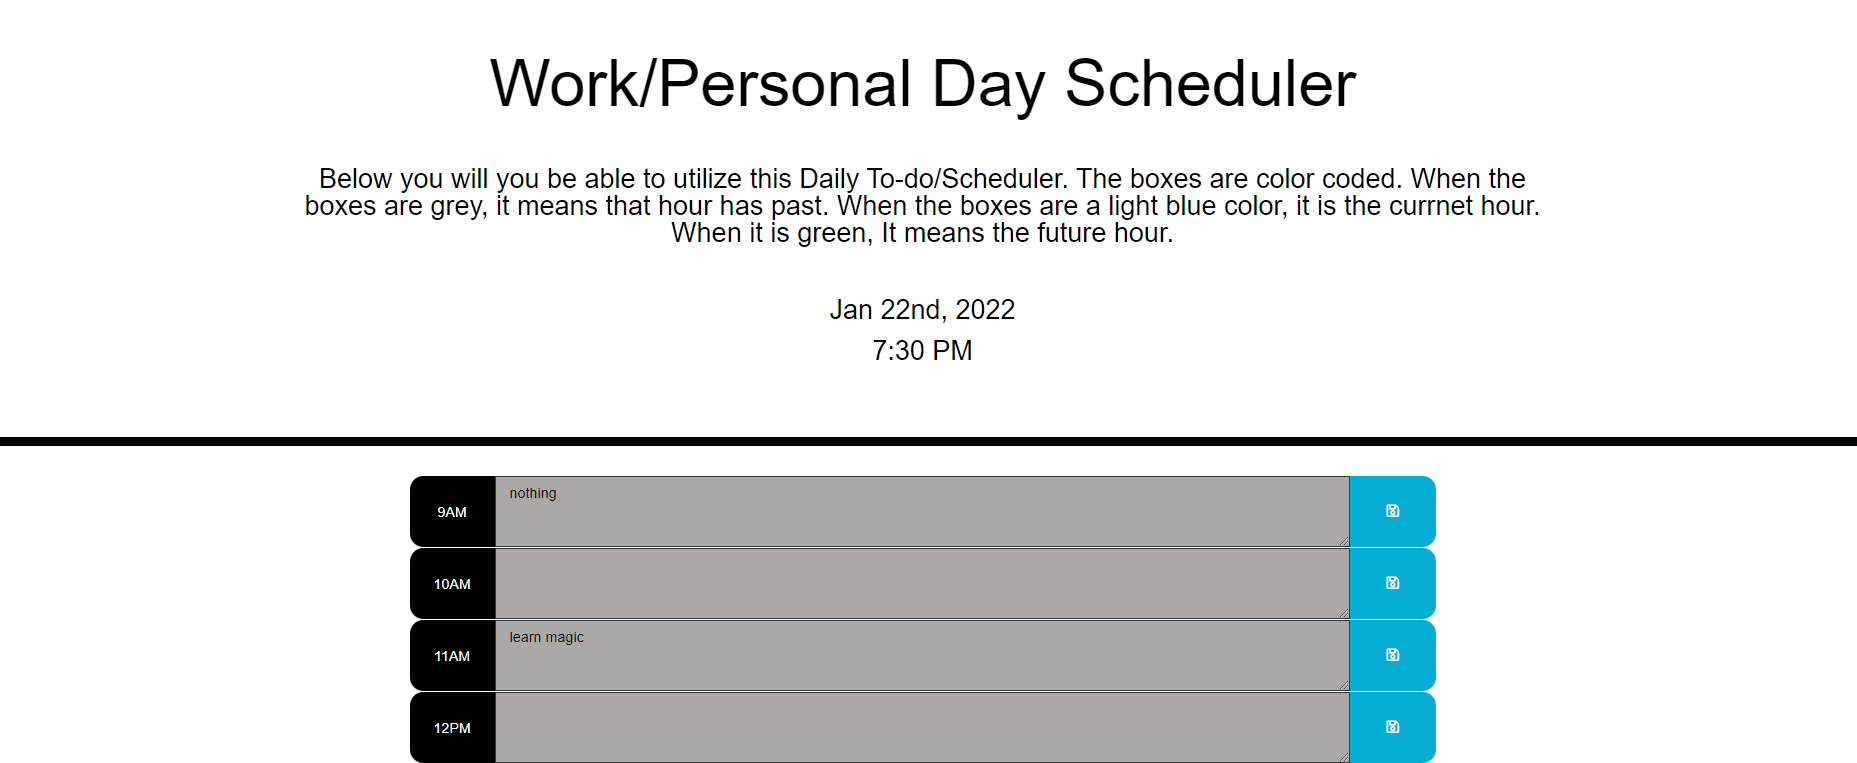 Work/Personal Day Scheduler
Below you will you be able to utilize this Daily To-do/Scheduler. The boxes are color coded. When the
boxes are grey, it means that hour has past. When the boxes are a light blue color, it is the currnet hour.
When it is green, It means the future hour.
Jan 22nd, 2022
7:30 PM
9AM nothing
10AM
11AM learn magic
12PM